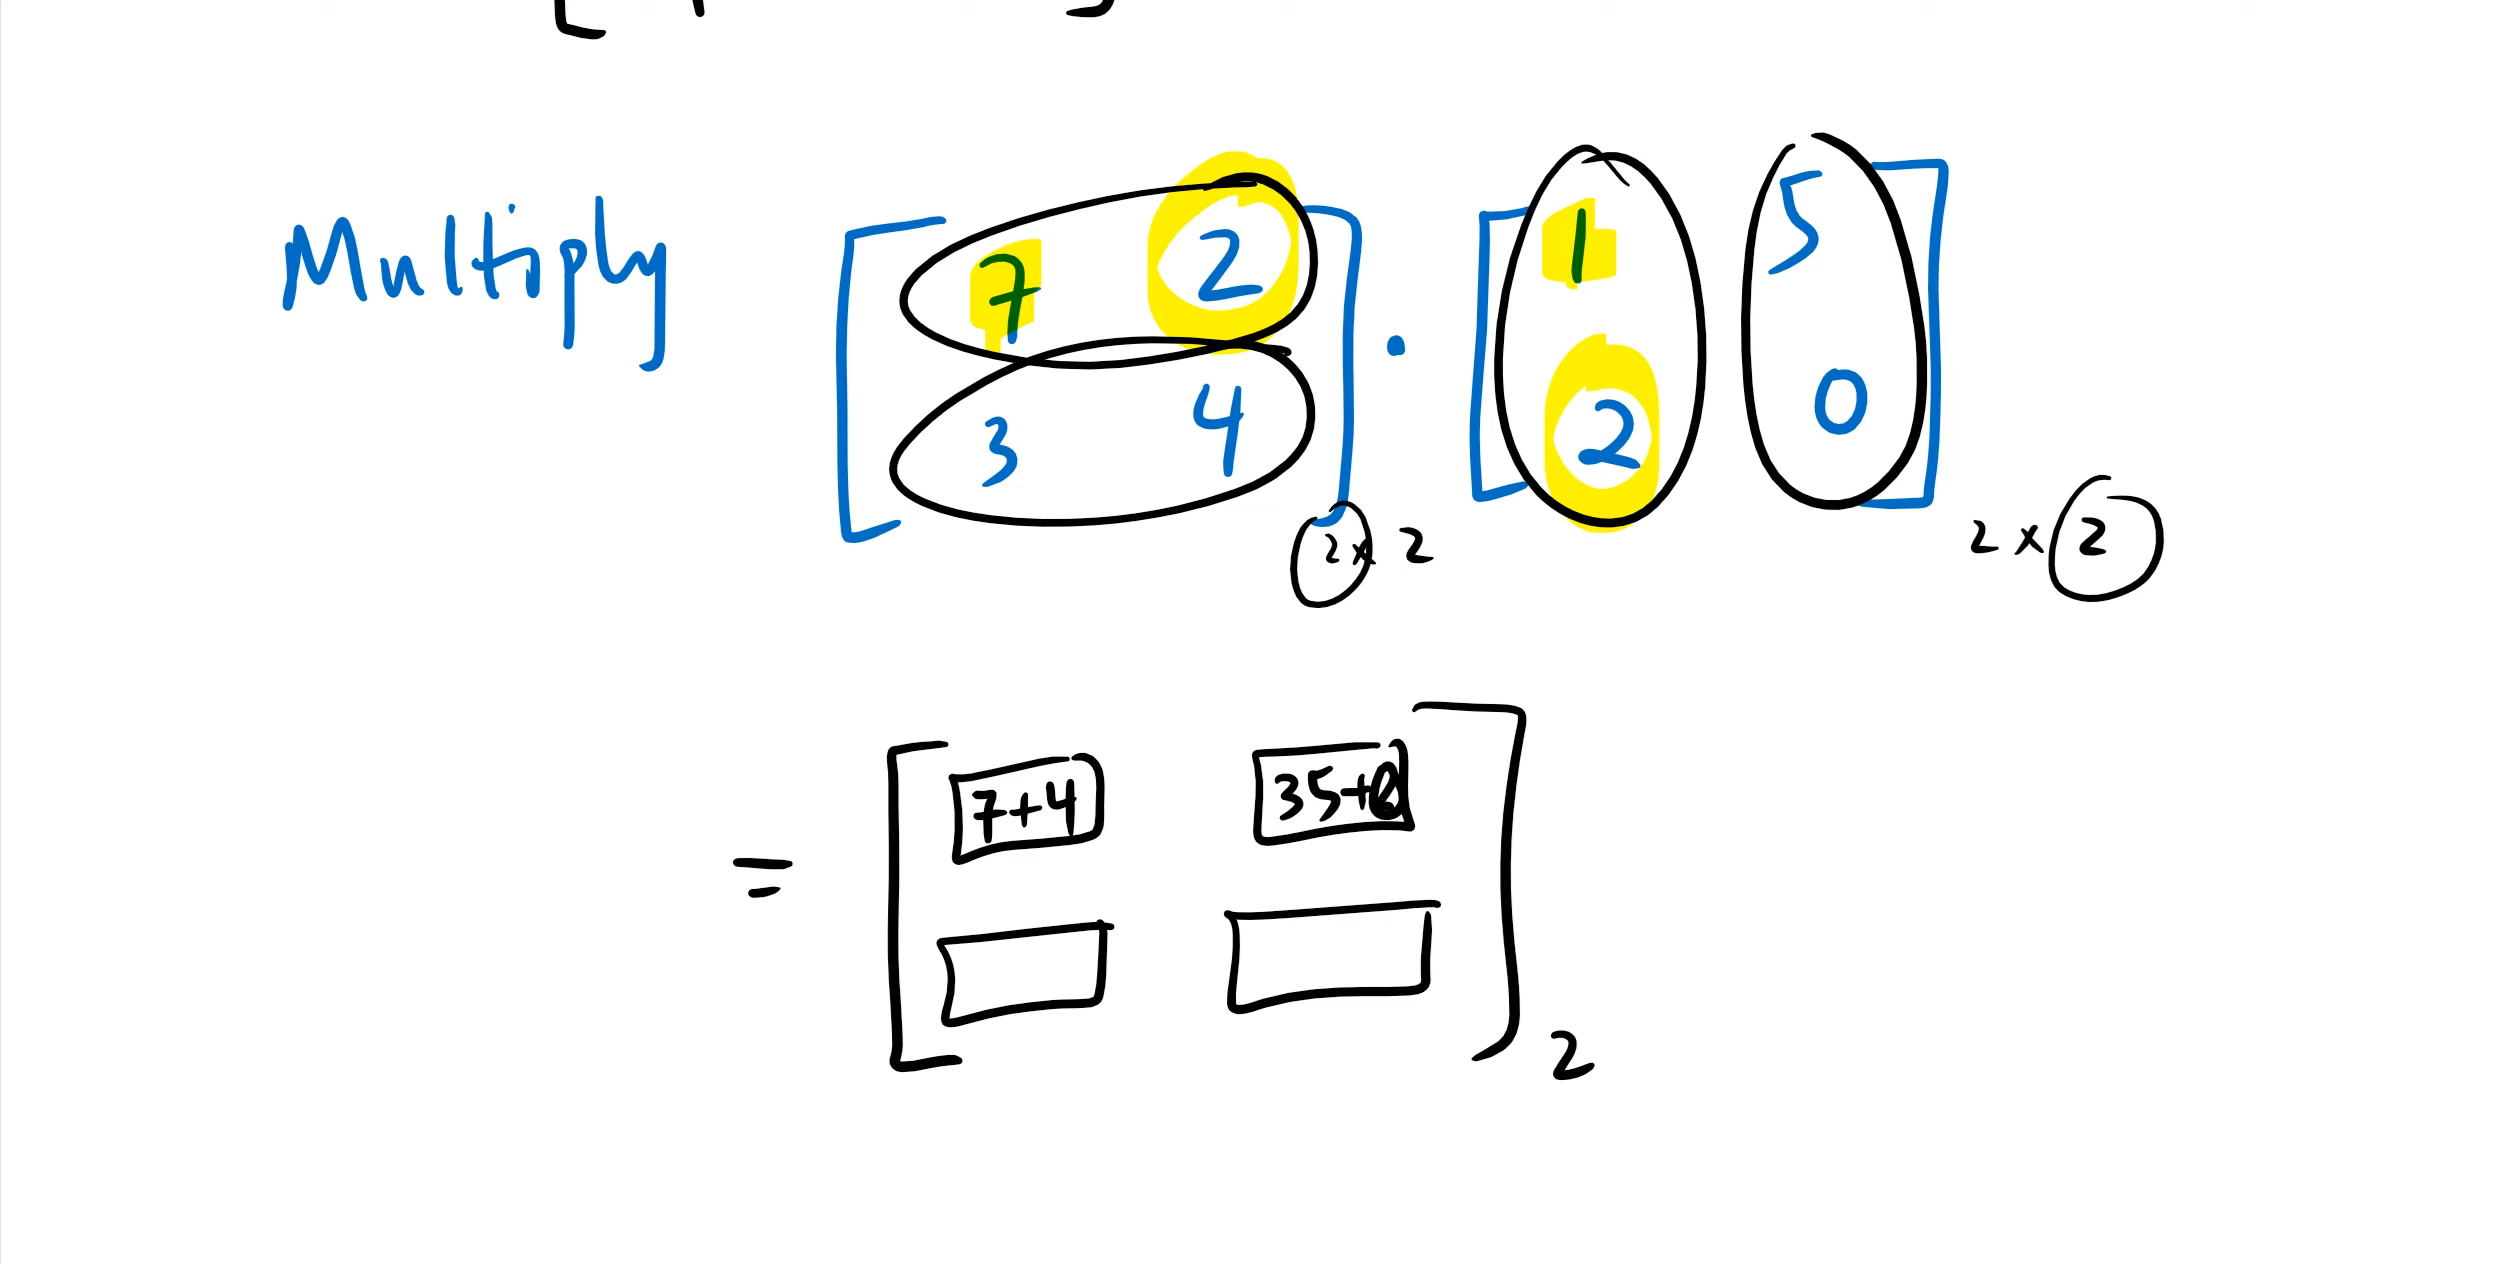 Multiply [ 7 2 ] · [ 1 5 ]
[ 3 4 ] [ 2 0 ]
2 x 2 2 x 2
= [ 7+4 35+0 ]
2